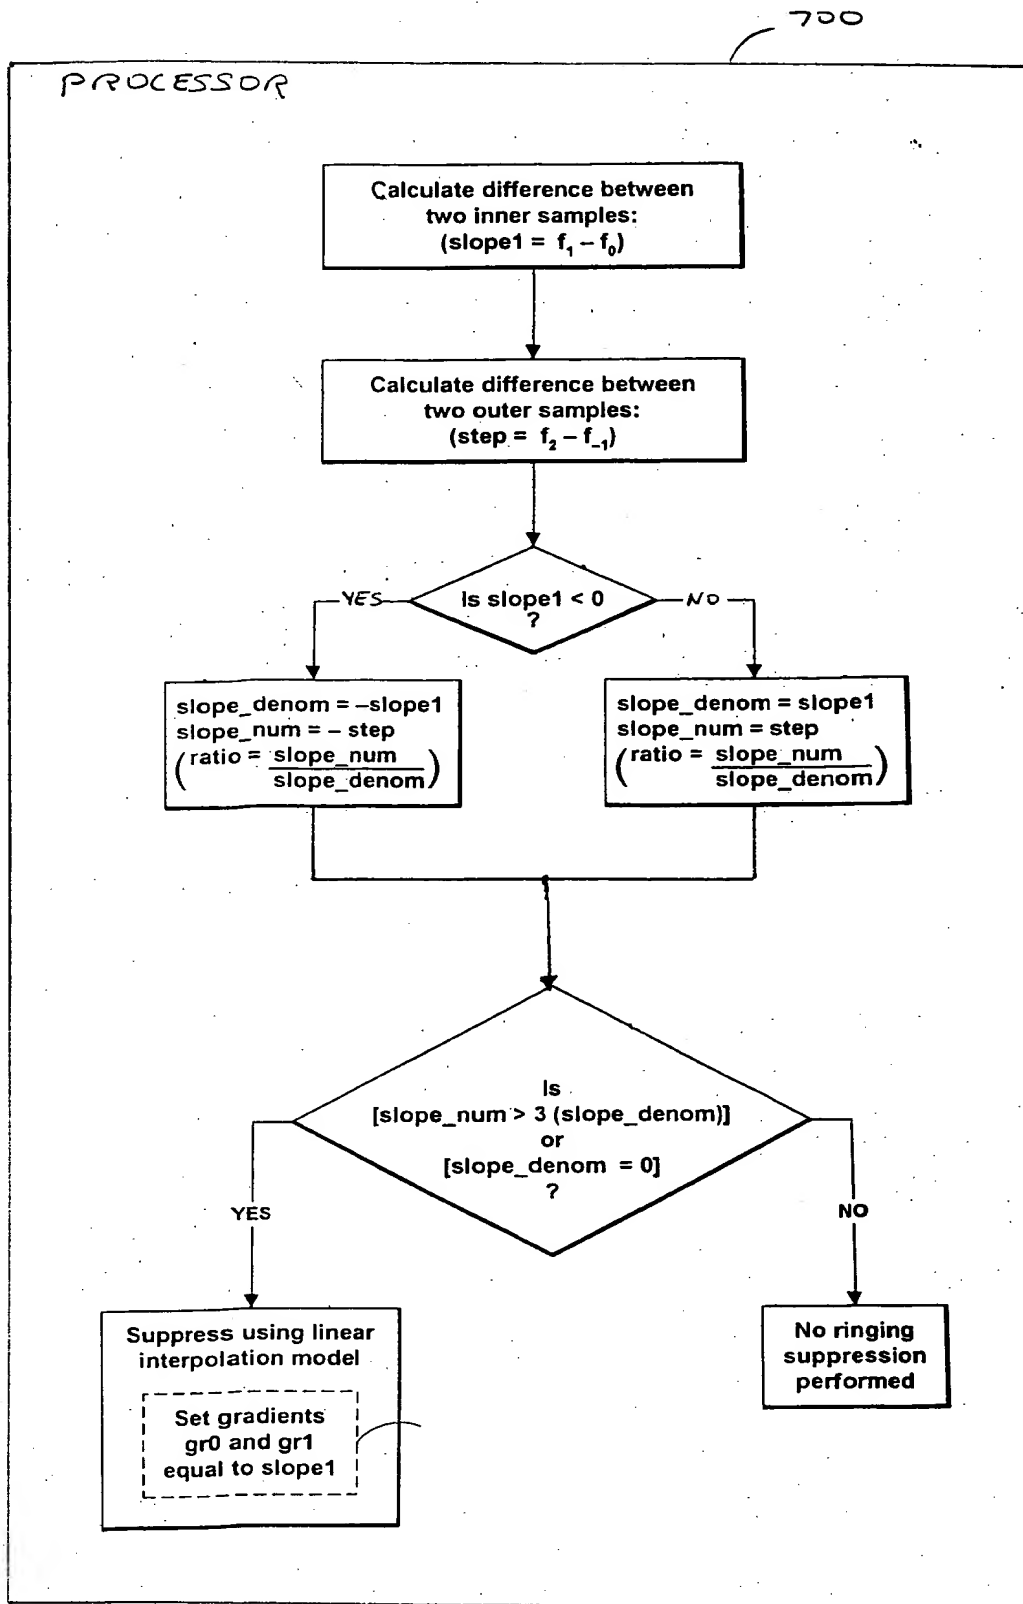 700
PROCESSOR
Calculate difference between
two inner samples:
(slope1 = f₁ – f₀)
Calculate difference between
two outer samples:
(step = f₂ – f₋₁)
Is slope1 < 0
?
YES
NO
slope_denom = –slope1
slope_num = – step
(ratio = slope_num
slope_denom)
slope_denom = slope1
slope_num = step
(ratio = slope_num
slope_denom)
Is
[slope_num > 3 (slope_denom)]
or
[slope_denom = 0]
?
YES
NO
Suppress using linear
interpolation model
Set gradients
gr0 and gr1
equal to slope1
No ringing
suppression
performed